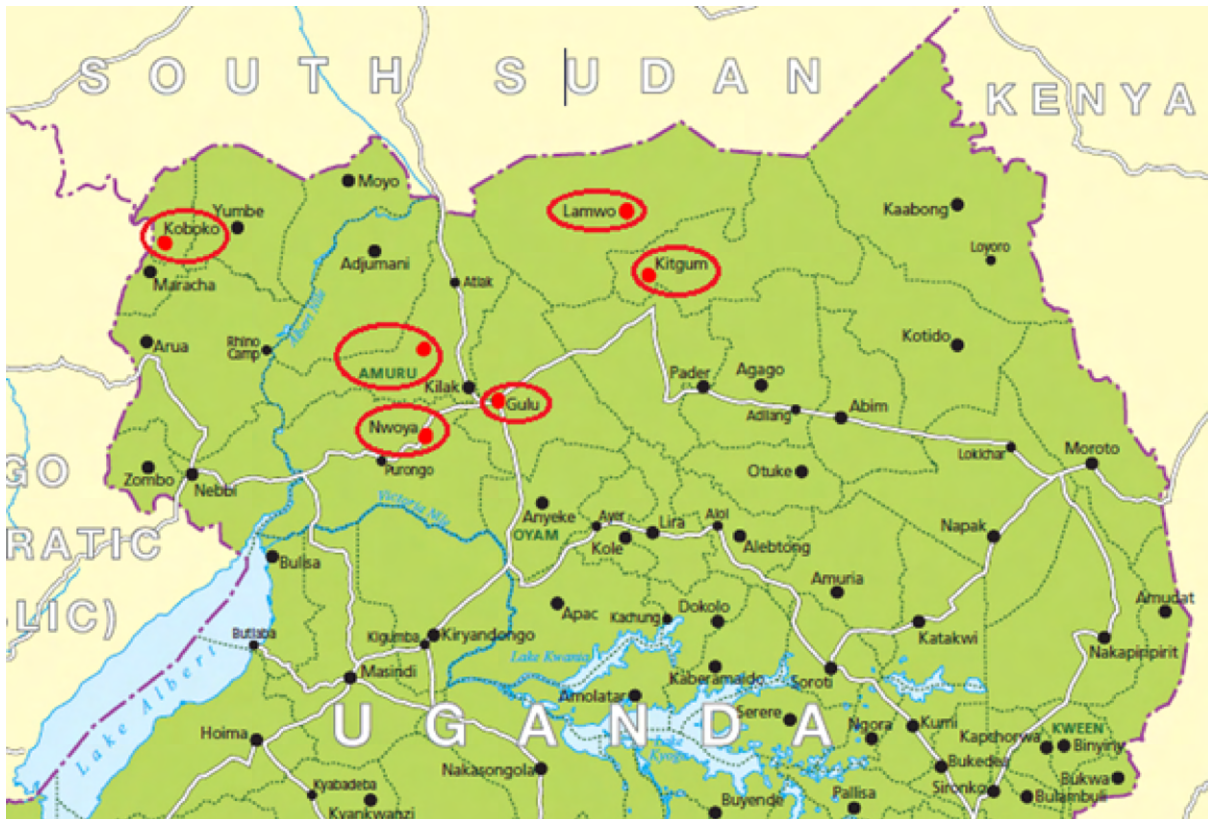 SOUTH SUDAN
KENYA
Moyo
Yumbe
Lamwo
Kaabong
Koboko
Loyoro
Adjumani
Kitgum
Maracha
Atiak
Albert Nile
Arua
Rhino
Camp
Kotido
AMURU
Kilak
Pader
Agago
Gulu
Adilang
Abim
Nwoya
Purongo
Lokichar
Moroto
GO
Zombo
Nebbi
Otuke
Victoria Nile
Anyeke
Ayer
Lira
Aloi
Napak
RATIC
OYAM
Kole
Alebtong
Bulisa
Amuria
LIC)
Apac
Kachung
Dokolo
Amudat
Butiaba
Kigumba
Kiryandongo
Katakwi
Nakapiripirit
Lake Kwania
Masindi
Kaberamaido
Soroti
Lake Albert
Amolatar
UGANDA
Serere
Ngora
Kumi
KWEEN
Hoima
Kapchorwa
Binyiny
Lake
Kyoga
Nakasongola
Bukedea
Bukwa
Kyabadeba
Sironko
Bulambuli
Kyankwanzi
Buyende
Pallisa